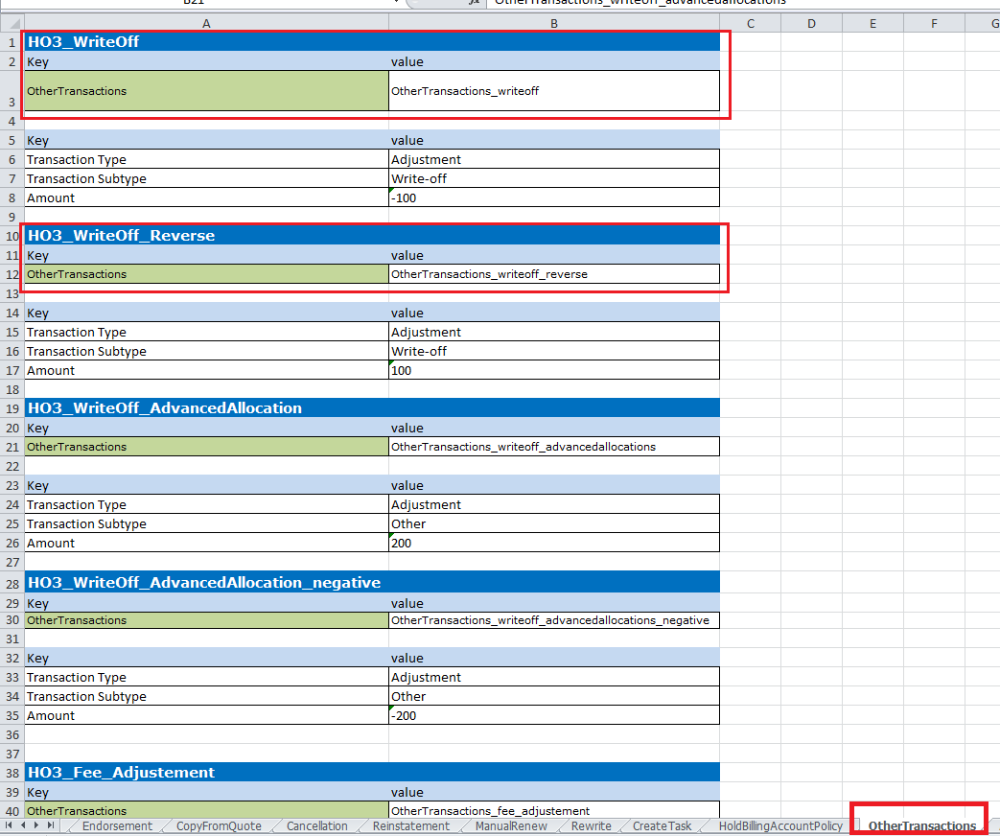 B21 OtherTransactions_writeoff_advancedallocations
A B C D E F G
1 HO3_WriteOff
2 Key value
3 OtherTransactions OtherTransactions_writeoff
4
5 Key value
6 Transaction Type Adjustment
7 Transaction Subtype Write-off
8 Amount -100
9
10 HO3_WriteOff_Reverse
11 Key value
12 OtherTransactions OtherTransactions_writeoff_reverse
13
14 Key value
15 Transaction Type Adjustment
16 Transaction Subtype Write-off
17 Amount 100
18
19 HO3_WriteOff_AdvancedAllocation
20 Key value
21 OtherTransactions OtherTransactions_writeoff_advancedallocations
22
23 Key value
24 Transaction Type Adjustment
25 Transaction Subtype Other
26 Amount 200
27
28 HO3_WriteOff_AdvancedAllocation_negative
29 Key value
30 OtherTransactions OtherTransactions_writeoff_advancedallocations_negative
31
32 Key value
33 Transaction Type Adjustment
34 Transaction Subtype Other
35 Amount -200
36
37
38 HO3_Fee_Adjustement
39 Key value
40 OtherTransactions OtherTransactions_fee_adjustement
Endorsement CopyFromQuote Cancellation Reinstatement ManualRenew Rewrite CreateTask HoldBillingAccountPolicy OtherTransactions